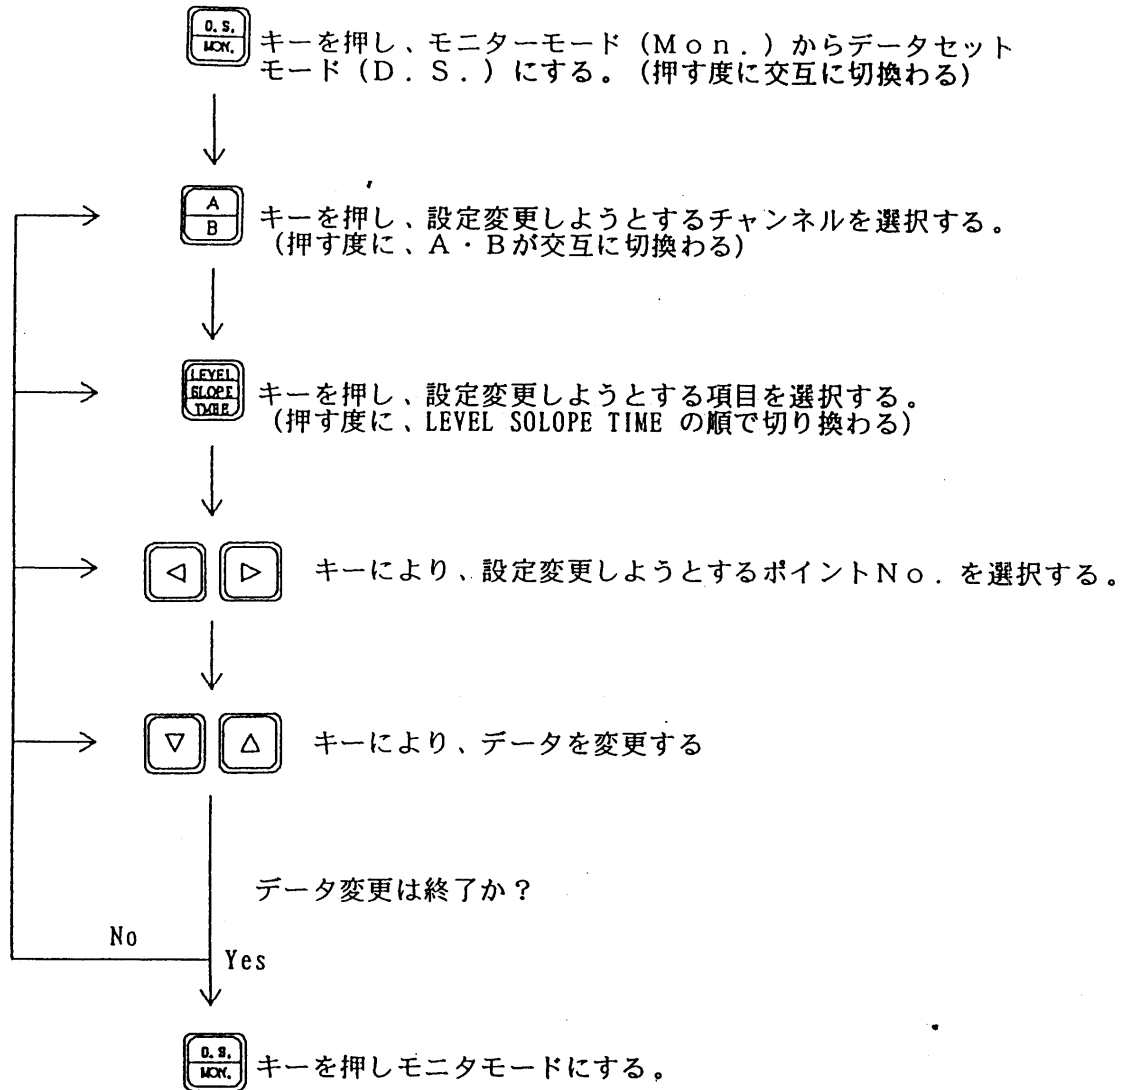 D.S.
MON.
キーを押し、モニターモード（Mon.）からデータセット
モード（D.S.）にする。（押す度に交互に切換わる）
A
B
キーを押し、設定変更しようとするチャンネルを選択する。
（押す度に、A・Bが交互に切換わる）
LEVEL
SLOPE
TIME
キーを押し、設定変更しようとする項目を選択する。
（押す度に、LEVEL SOLOPE TIME の順で切り換わる）
キーにより、設定変更しようとするポイントNo.を選択する。
キーにより、データを変更する
データ変更は終了か？
No
Yes
D.S.
MON.
キーを押しモニタモードにする。